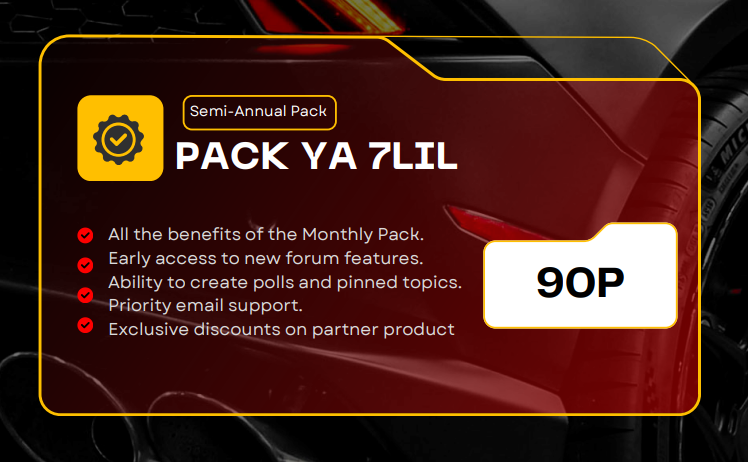 Semi-Annual Pack
PACK YA 7LIL
All the benefits of the Monthly Pack.
Early access to new forum features.
Ability to create polls and pinned topics.
Priority email support.
Exclusive discounts on partner product
90P